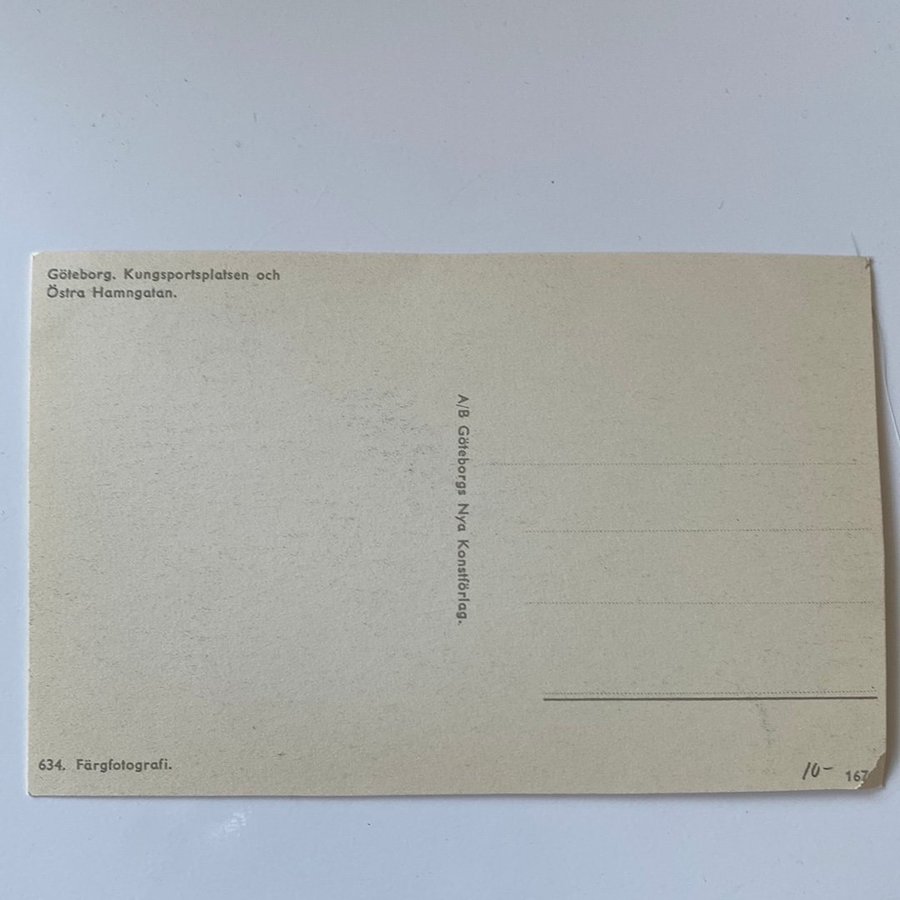 Göteborg. Kungsportsplatsen och
Östra Hamngatan.
A/B Göteborgs Nya Konstförlag.
634. Färgfotografi.
10-
167